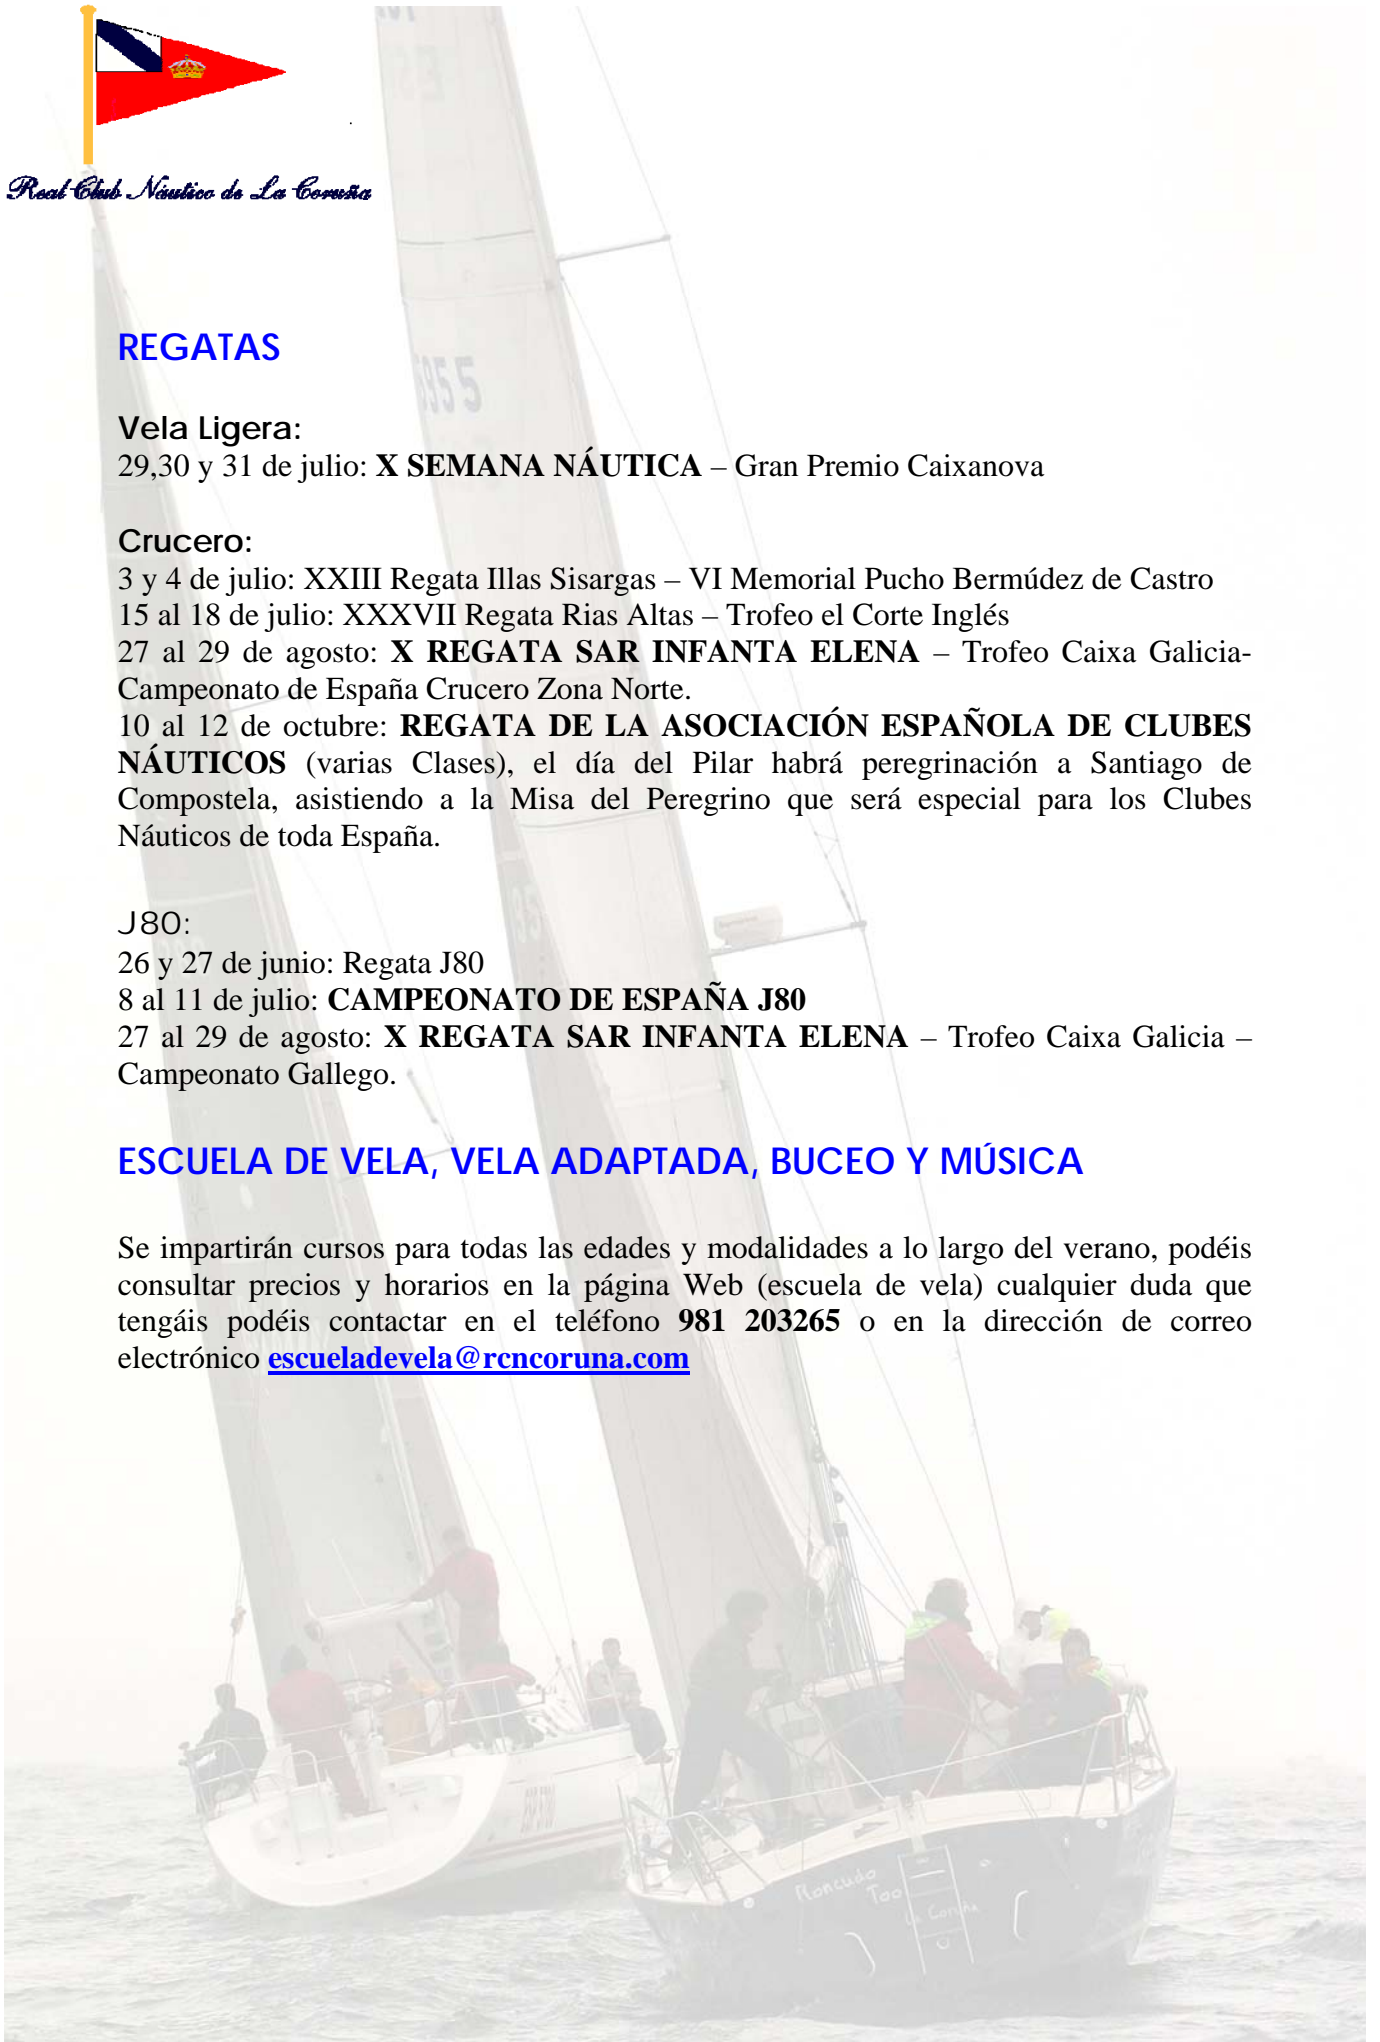 Real Club Náutico de La Coruña
REGATAS
Vela Ligera:
29,30 y 31 de julio: X SEMANA NÁUTICA – Gran Premio Caixanova
Crucero:
3 y 4 de julio: XXIII Regata Illas Sisargas – VI Memorial Pucho Bermúdez de Castro
15 al 18 de julio: XXXVII Regata Rias Altas – Trofeo el Corte Inglés
27 al 29 de agosto: X REGATA SAR INFANTA ELENA – Trofeo Caixa Galicia-
Campeonato de España Crucero Zona Norte.
10 al 12 de octubre: REGATA DE LA ASOCIACIÓN ESPAÑOLA DE CLUBES
NÁUTICOS (varias Clases), el día del Pilar habrá peregrinación a Santiago de
Compostela, asistiendo a la Misa del Peregrino que será especial para los Clubes
Náuticos de toda España.
J80:
26 y 27 de junio: Regata J80
8 al 11 de julio: CAMPEONATO DE ESPAÑA J80
27 al 29 de agosto: X REGATA SAR INFANTA ELENA – Trofeo Caixa Galicia –
Campeonato Gallego.
ESCUELA DE VELA, VELA ADAPTADA, BUCEO Y MÚSICA
Se impartirán cursos para todas las edades y modalidades a lo largo del verano, podéis
consultar precios y horarios en la página Web (escuela de vela) cualquier duda que
tengáis podéis contactar en el teléfono 981 203265 o en la dirección de correo
electrónico escueladevela@rcncoruna.com
Roncudo
Too
La Coruña